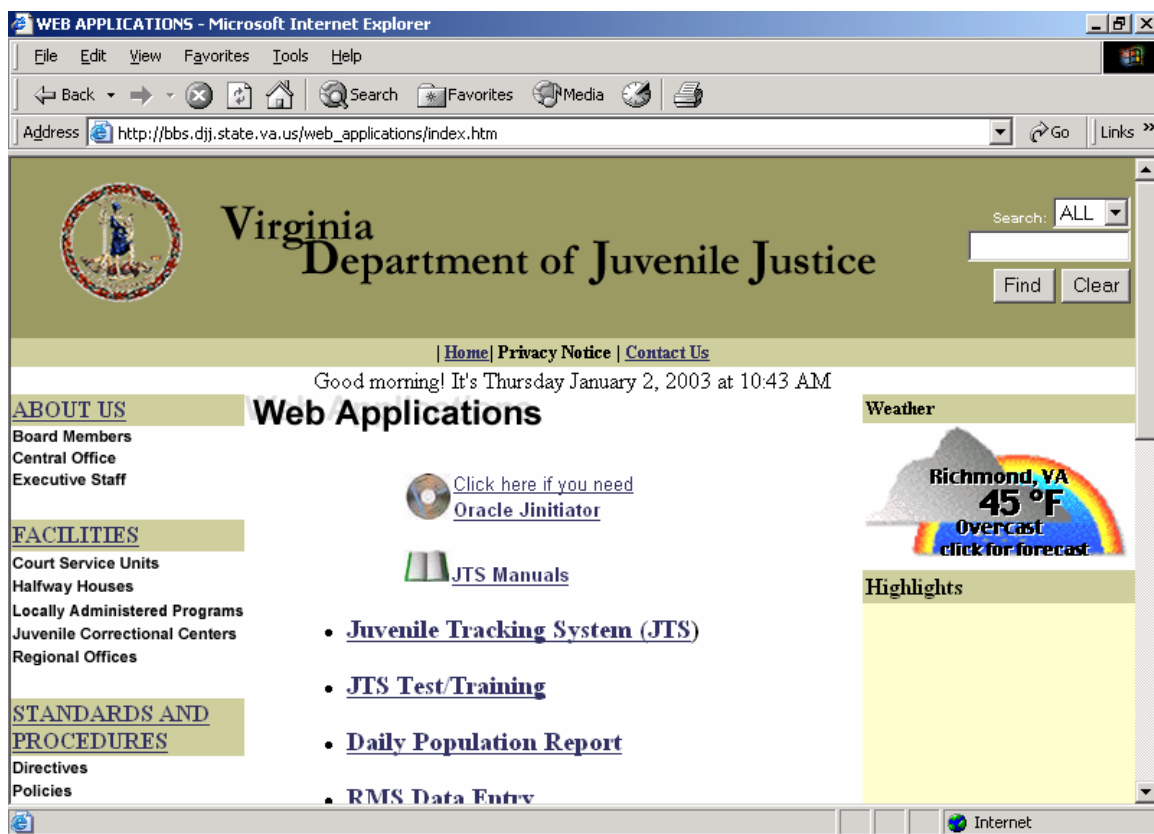 WEB APPLICATIONS - Microsoft Internet Explorer
File Edit View Favorites Tools Help
Back Search Favorites Media
Address http://bbs.djj.state.va.us/web_applications/index.htm Go Links »
Virginia
Department of Juvenile Justice
Search: ALL
Find Clear
| Home| Privacy Notice | Contact Us
Good morning! It's Thursday January 2, 2003 at 10:43 AM
ABOUT US
Board Members
Central Office
Executive Staff
FACILITIES
Court Service Units
Halfway Houses
Locally Administered Programs
Juvenile Correctional Centers
Regional Offices
STANDARDS AND
PROCEDURES
Directives
Policies
Web Applications
Click here if you need
Oracle Jinitiator
JTS Manuals
• Juvenile Tracking System (JTS)
• JTS Test/Training
• Daily Population Report
• RMS Data Entry
Weather
Richmond, VA
45 °F
Overcast
click for forecast
Highlights
Internet